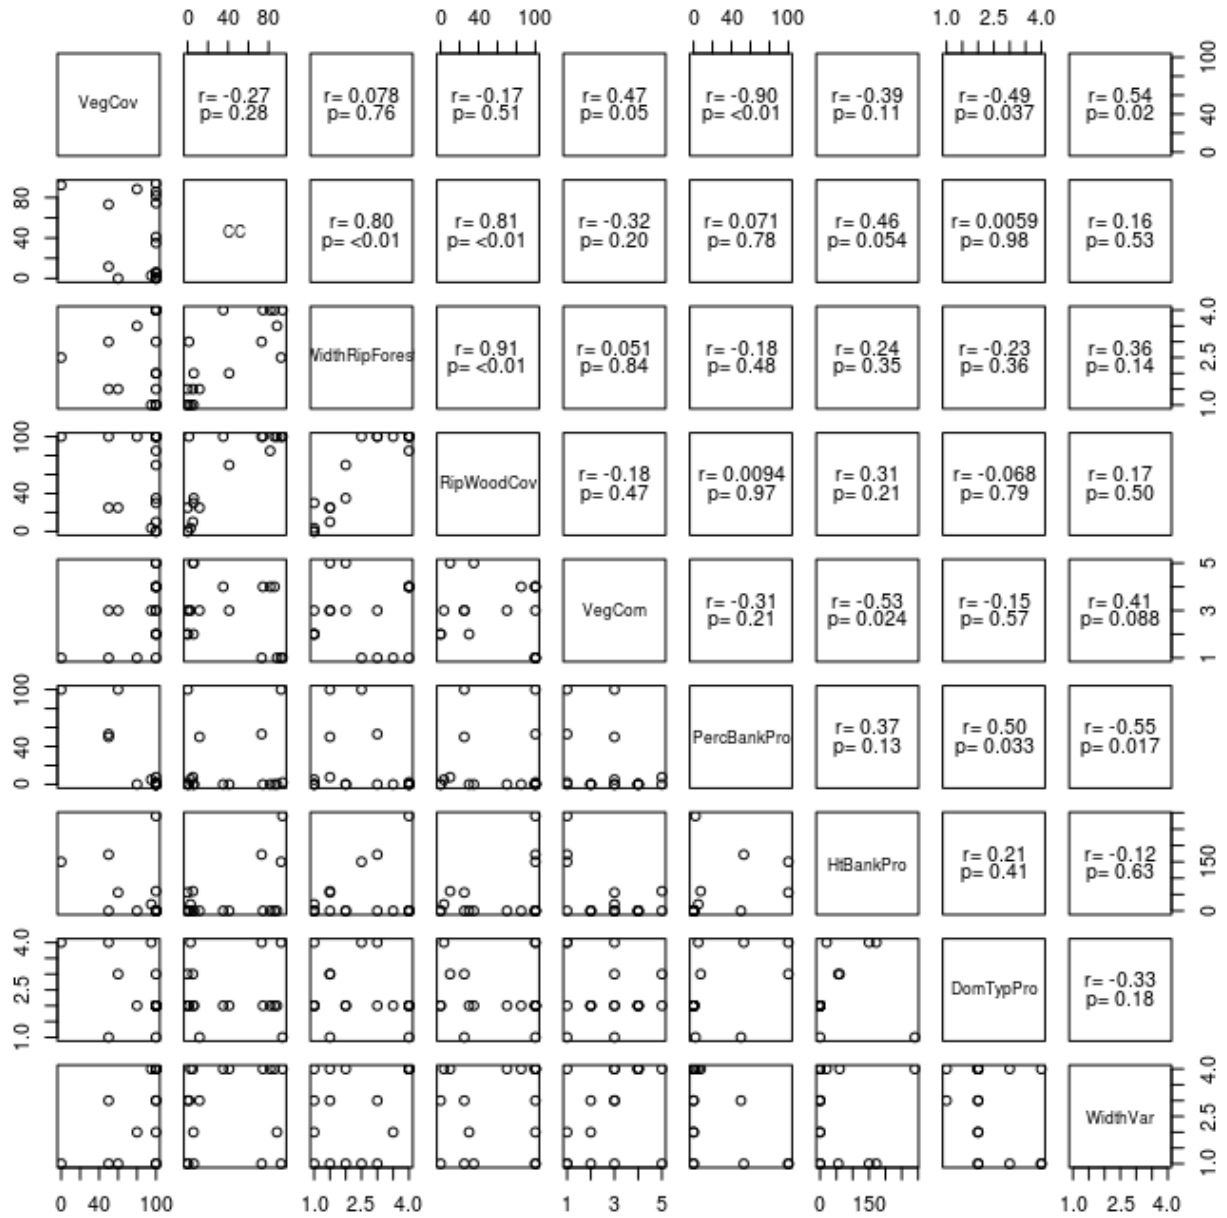 0 40 80 0 40 100 0 40 100 1.0 2.5 4.0
VegCov r= -0.27 p= 0.28 r= 0.078 p= 0.76 r= -0.17 p= 0.51 r= 0.47 p= 0.05 r= -0.90 p= <0.01 r= -0.39 p= 0.11 r= -0.49 p= 0.037 r= 0.54 p= 0.02 0 40 100
0 40 80 CC r= 0.80 p= <0.01 r= 0.81 p= <0.01 r= -0.32 p= 0.20 r= 0.071 p= 0.78 r= 0.46 p= 0.054 r= 0.0059 p= 0.98 r= 0.16 p= 0.53
WidthRipForest r= 0.91 p= <0.01 r= 0.051 p= 0.84 r= -0.18 p= 0.48 r= 0.24 p= 0.35 r= -0.23 p= 0.36 r= 0.36 p= 0.14 1.0 2.5 4.0
0 40 100 RipWoodCov r= -0.18 p= 0.47 r= 0.0094 p= 0.97 r= 0.31 p= 0.21 r= -0.068 p= 0.79 r= 0.17 p= 0.50
VegCom r= -0.31 p= 0.21 r= -0.53 p= 0.024 r= -0.15 p= 0.57 r= 0.41 p= 0.088 1 3 5
0 40 100 PercBankPro r= 0.37 p= 0.13 r= 0.50 p= 0.033 r= -0.55 p= 0.017
HtBankPro r= 0.21 p= 0.41 r= -0.12 p= 0.63 0 150
1.0 2.5 4.0 DomTypPro r= -0.33 p= 0.18
WidthVar 1.0 2.5 4.0
0 40 100 1.0 2.5 4.0 1 3 5 0 150 1.0 2.5 4.0